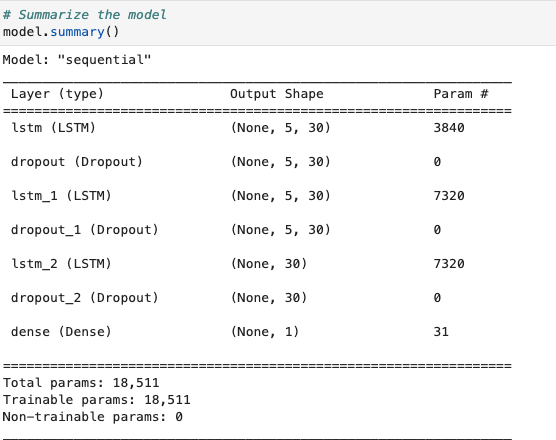 # Summarize the model
model.summary()
Model: "sequential"
Layer (type) Output Shape Param #
lstm (LSTM) (None, 5, 30) 3840
dropout (Dropout) (None, 5, 30) 0
lstm_1 (LSTM) (None, 5, 30) 7320
dropout_1 (Dropout) (None, 5, 30) 0
lstm_2 (LSTM) (None, 30) 7320
dropout_2 (Dropout) (None, 30) 0
dense (Dense) (None, 1) 31
Total params: 18,511
Trainable params: 18,511
Non-trainable params: 0